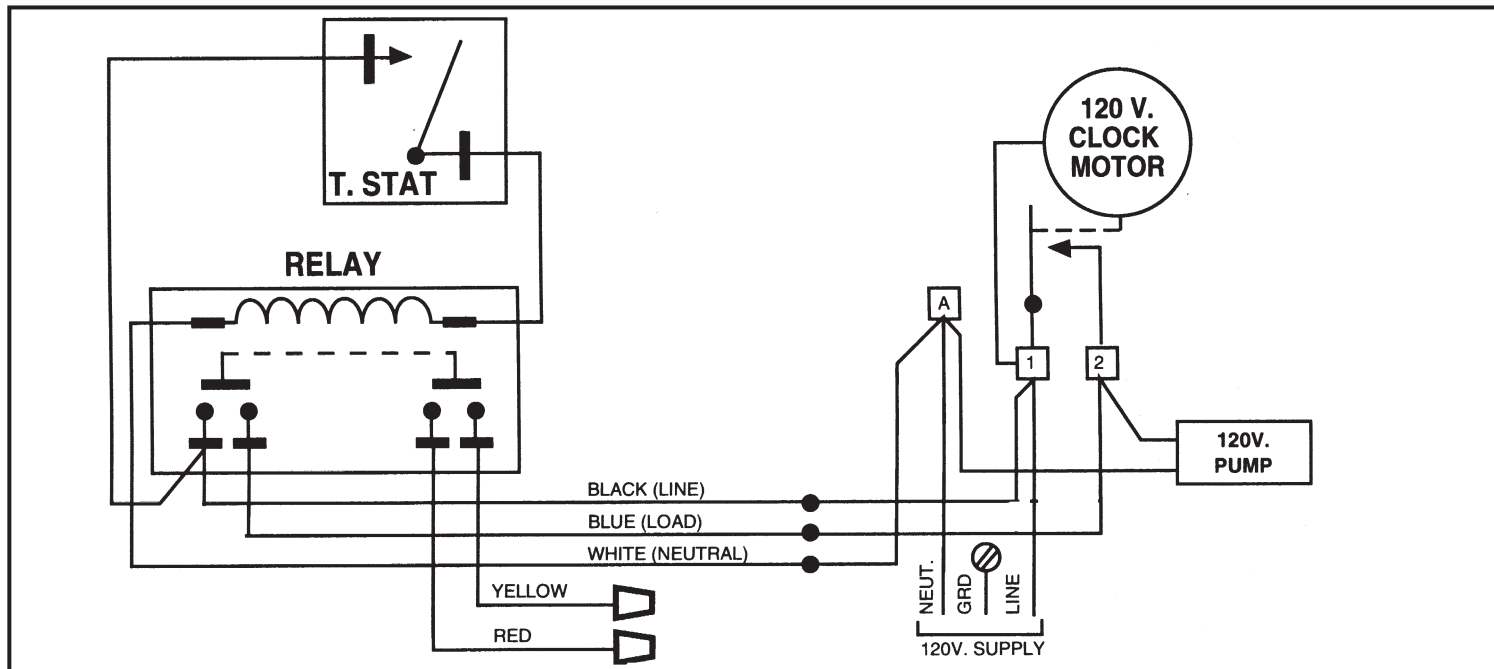 T. STAT
120 V.
CLOCK
MOTOR
RELAY
A
1
2
120V.
PUMP
BLACK (LINE)
BLUE (LOAD)
WHITE (NEUTRAL)
YELLOW
RED
NEUT.
GRD
LINE
120V. SUPPLY